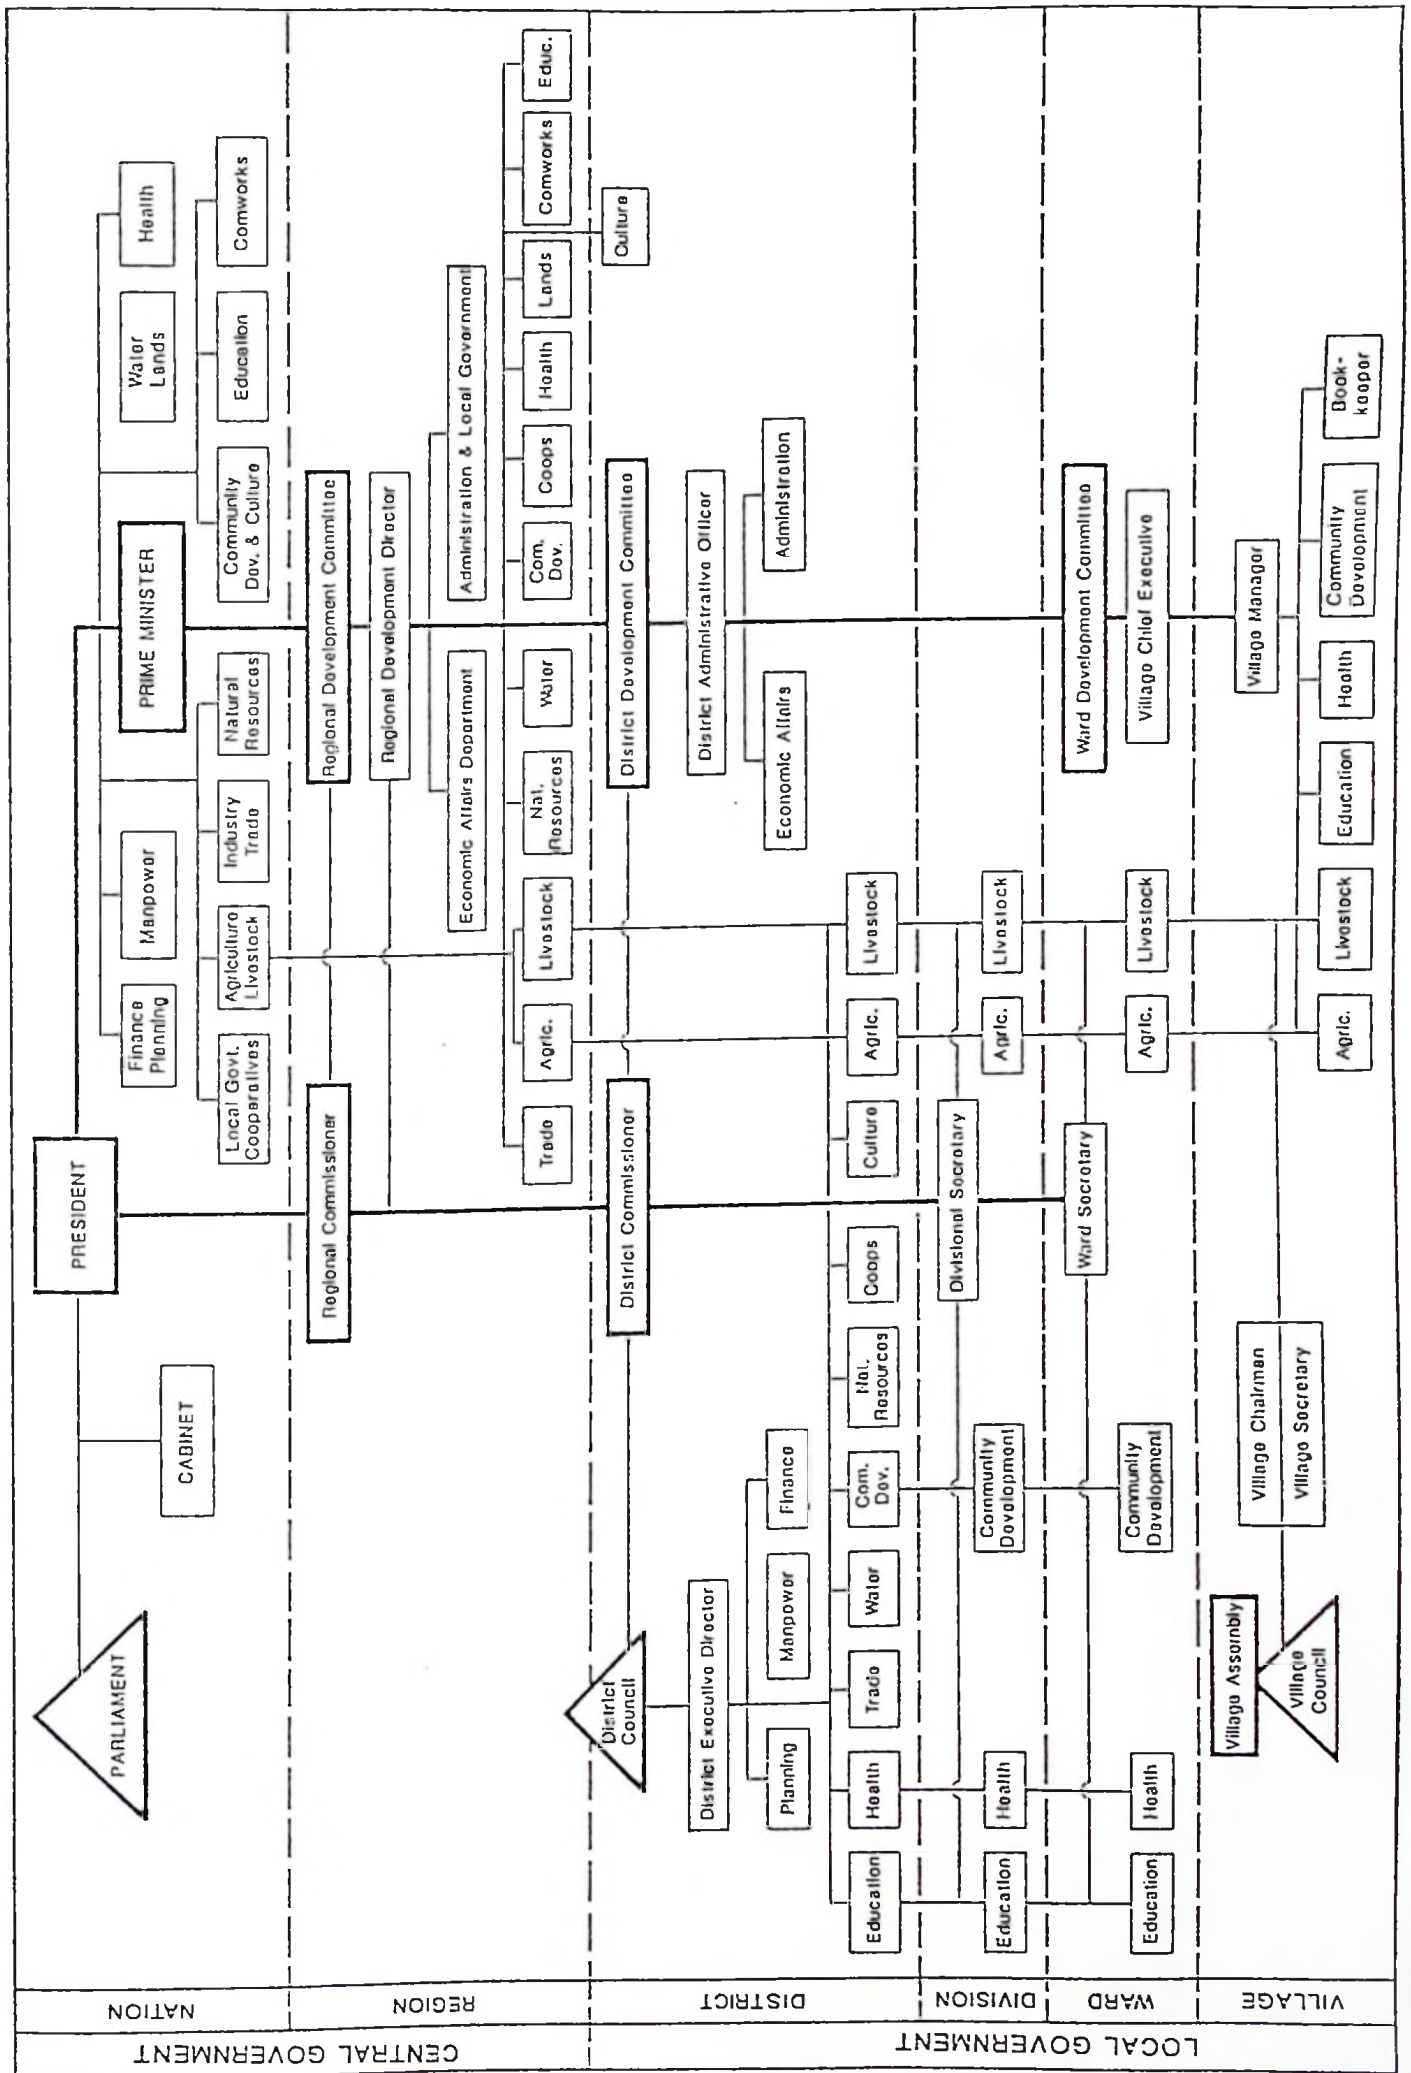 CENTRAL GOVERNMENT
LOCAL GOVERNMENT
NATION
REGION
DISTRICT
DIVISION
WARD
VILLAGE
PARLIAMENT
CABINET
PRESIDENT
PRIME MINISTER
Finance
Planning
Manpower
Water
Lands
Health
Local Govt.
Cooperatives
Agriculture
Livestock
Industry
Trade
Natural
Resources
Community
Dev. & Culture
Education
Comworks
Regional Commissioner
Regional Development Committee
Regional Development Director
Economic Affairs Department
Administration & Local Government
Trade
Agric.
Livestock
Nat.
Resources
Water
Com.
Dev.
Coops
Health
Lands
Comworks
Educ.
Culture
District
Council
District Commissioner
District Development Committee
District Executive Director
District Administrative Officer
Planning
Manpower
Finance
Economic Affairs
Administration
Education
Health
Trade
Water
Com.
Dev.
Nat.
Resources
Coops
Culture
Agric.
Livestock
Divisional Secretary
Education
Health
Community
Development
Agric.
Livestock
Ward Secretary
Ward Development Committee
Education
Health
Community
Development
Agric.
Livestock
Village Chief Executive
Village Assembly
Village
Council
Village Chairman
Village Secretary
Village Manager
Agric.
Livestock
Education
Health
Community
Development
Book-
keeper